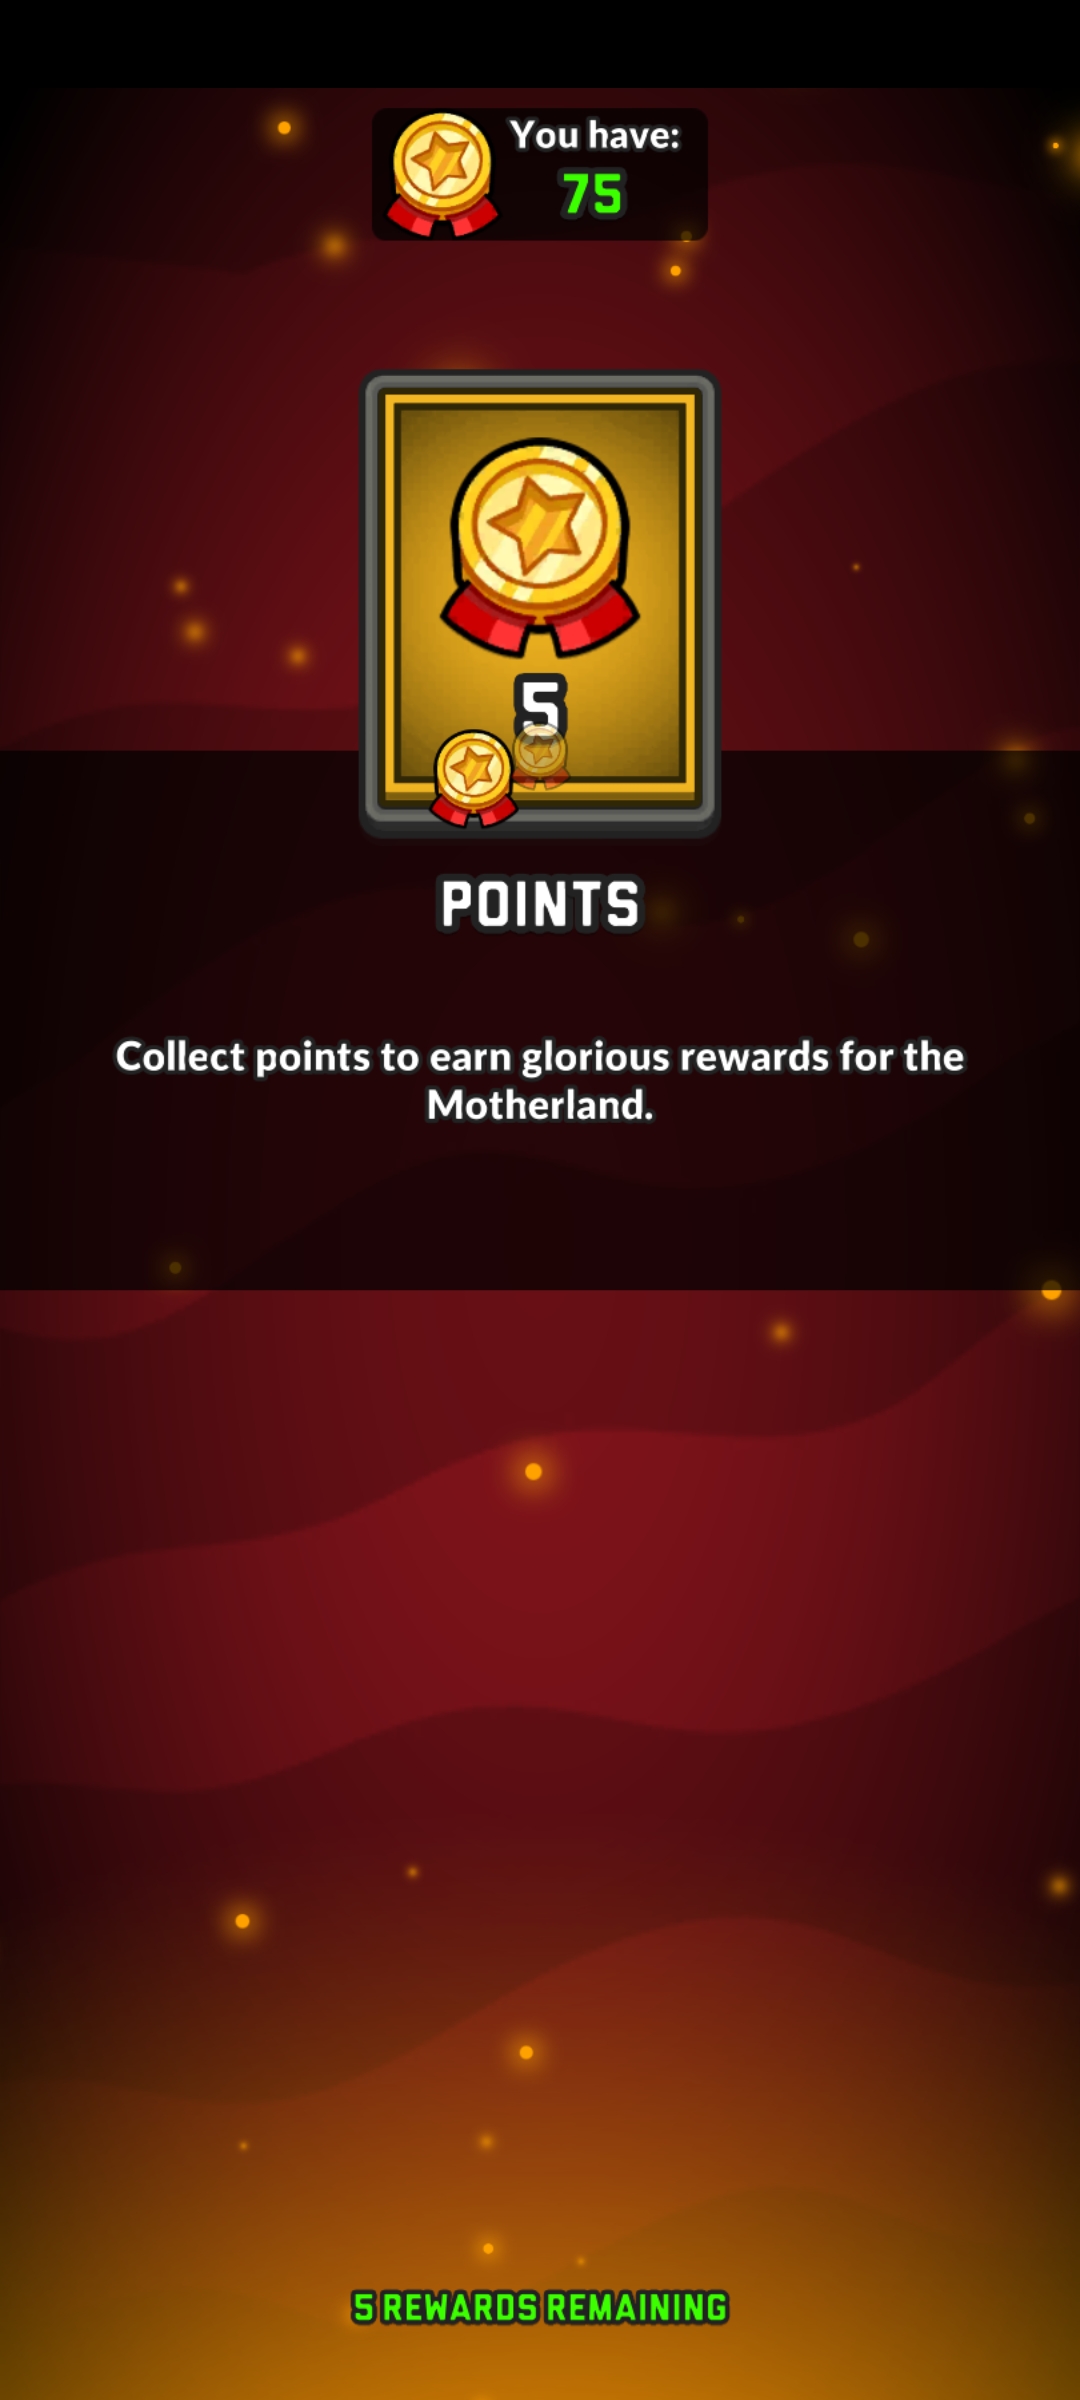 You have:
75
5
POINTS
Collect points to earn glorious rewards for the
Motherland.
5 REWARDS REMAINING